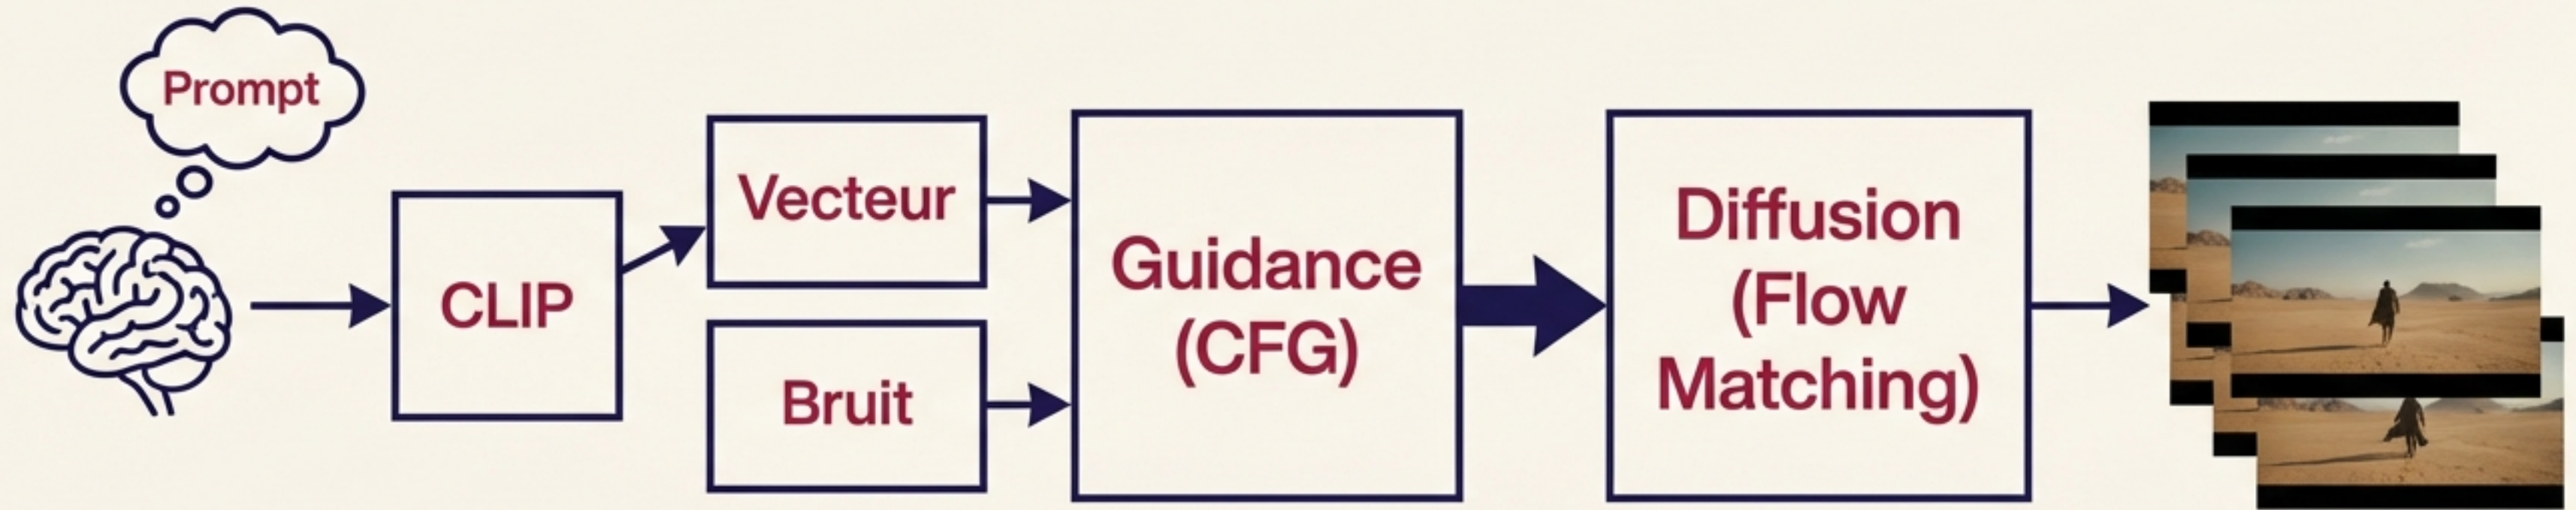 Prompt
CLIP
Vecteur
Bruit
Guidance
(CFG)
Diffusion
(Flow
Matching)